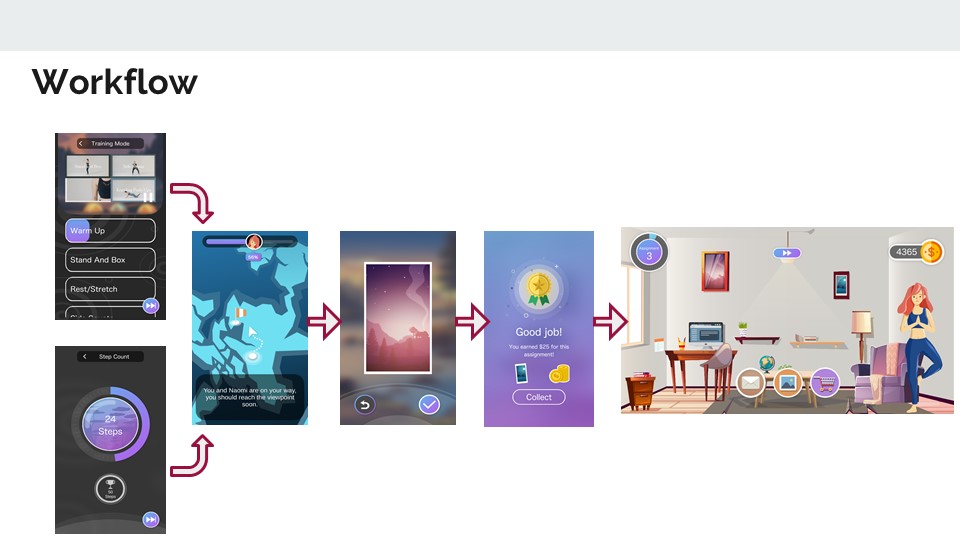 Workflow
Training Mode
Warm Up
Stand And Box
Rest/Stretch
Step Count
24
Steps
30
Steps
You and Naomi are on your way,
you should reach the viewpoint
soon.
Good job!
You earned $25 for this
assignment!
Collect
Assignment
3
4365